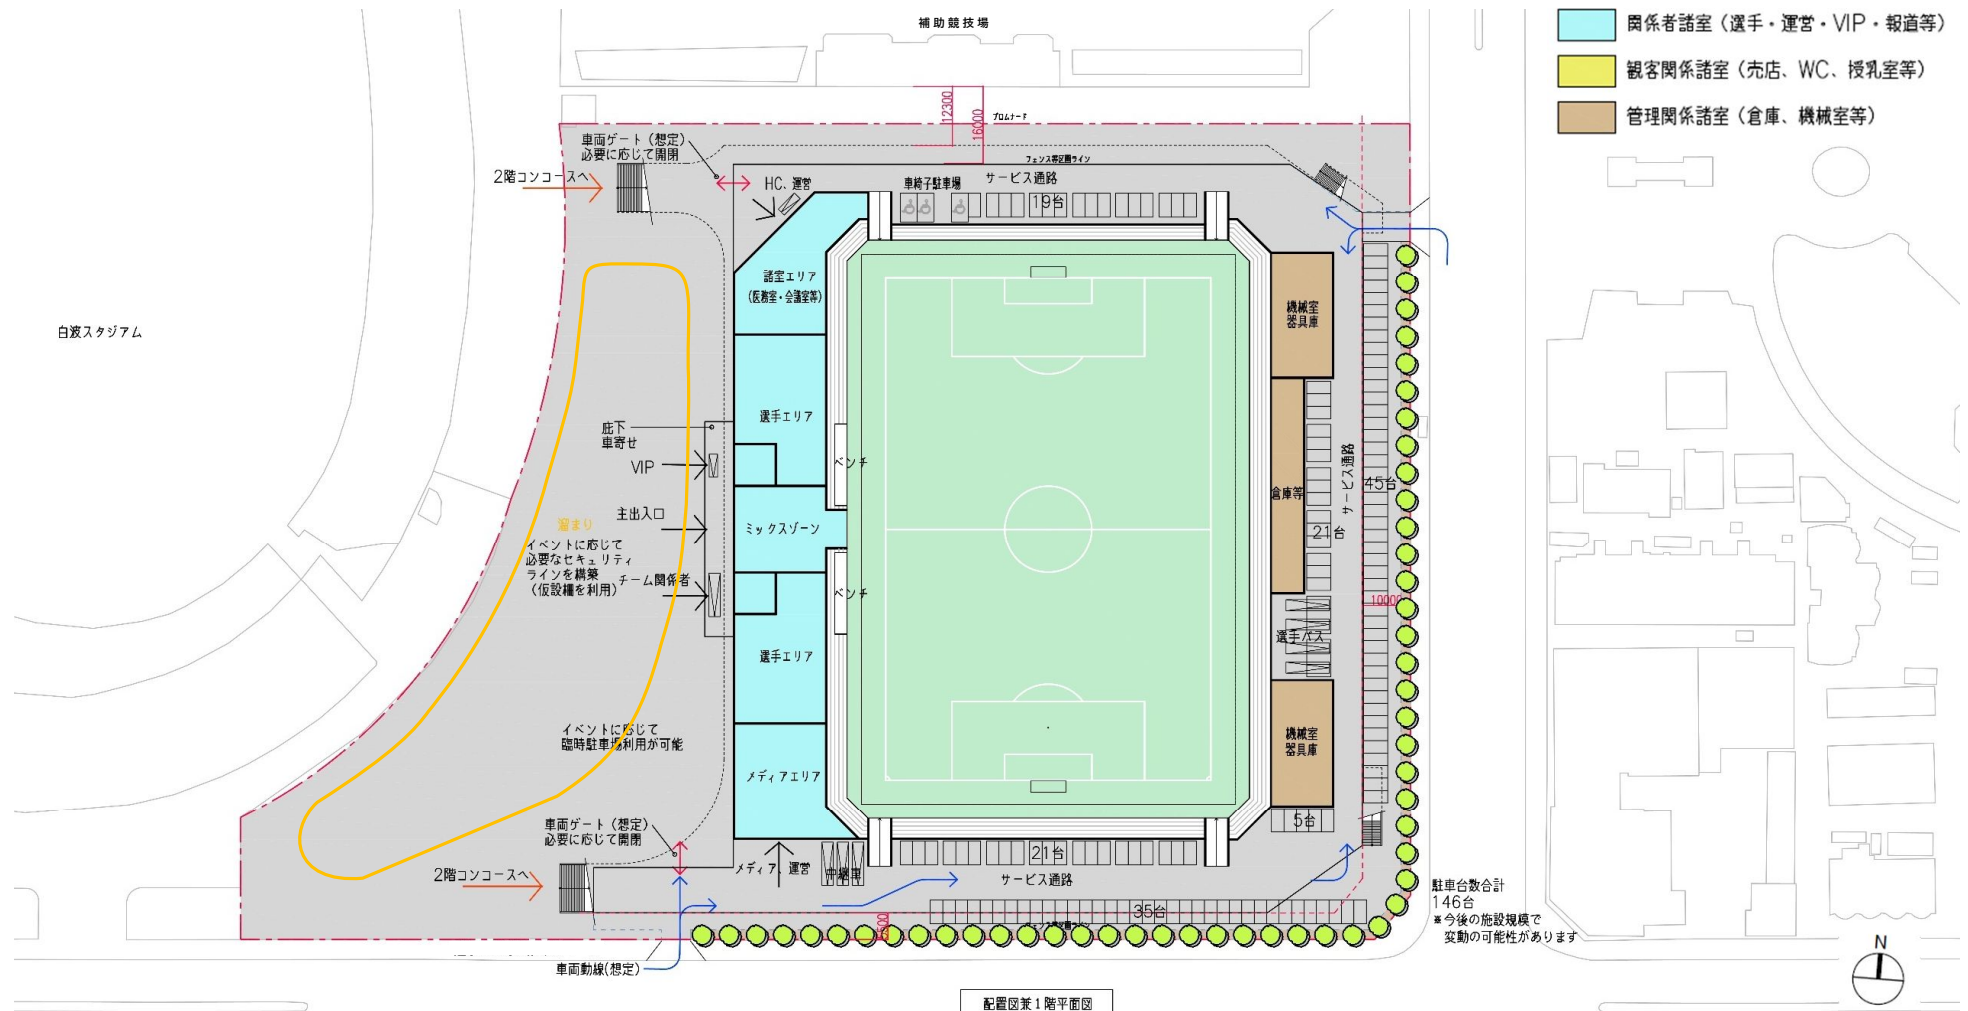 補助競技場
関係者諸室（選手・運営・VIP・報道等）
観客関係諸室（売店、WC、授乳室等）
管理関係諸室（倉庫、機械室等）
12300
16000
プロムナード
車両ゲート（想定）
必要に応じて開閉
フェンス等区画ライン
2階コンコースへ
HC、運営
車椅子駐車場
サービス通路
19台
諸室エリア
（医務室・会議室等）
機械室
器具庫
白波スタジアム
選手エリア
庇下
車寄せ
VIP
ベンチ
サービス通路
45台
倉庫等
主出入口
ミックスゾーン
溜まり
イベントに応じて
必要なセキュリティ
ラインを構築
（仮設柵を利用）
21台
チーム関係者
ベンチ
10000
選手バス
選手エリア
イベントに応じて
臨時駐車場利用が可能
機械室
器具庫
メディアエリア
車両ゲート（想定）
必要に応じて開閉
5台
21台
メディア、運営
中継車
サービス通路
2階コンコースへ
35台
駐車台数合計
146台
※今後の施設規模で
変動の可能性があります
車両動線(想定)
N
配置図兼１階平面図